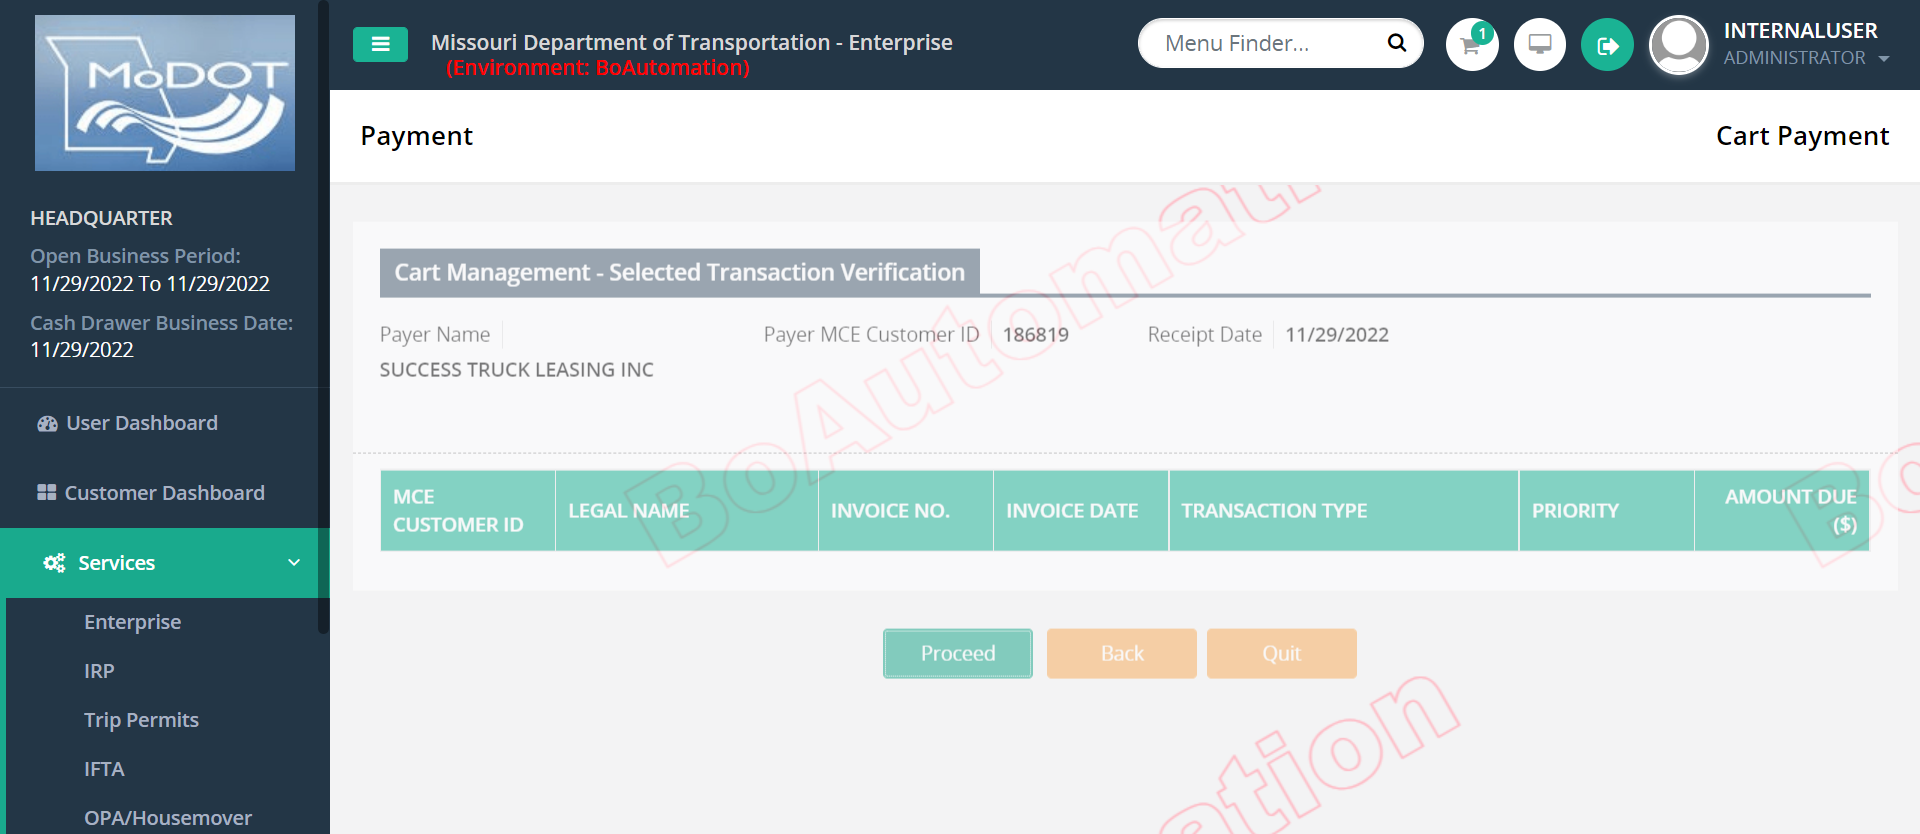 MoDOT
HEADQUARTER
Open Business Period:
11/29/2022 To 11/29/2022
Cash Drawer Business Date:
11/29/2022
User Dashboard
Customer Dashboard
Services
Enterprise
IRP
Trip Permits
IFTA
OPA/Housemover
Missouri Department of Transportation - Enterprise
(Environment: BoAutomation)
Menu Finder...
1
INTERNALUSER
ADMINISTRATOR
Payment
Cart Payment
Cart Management - Selected Transaction Verification
Payer Name
SUCCESS TRUCK LEASING INC
Payer MCE Customer ID 186819
Receipt Date 11/29/2022
MCE
CUSTOMER ID
LEGAL NAME
INVOICE NO.
INVOICE DATE
TRANSACTION TYPE
PRIORITY
AMOUNT DUE
($)
Proceed
Back
Quit
BoAutomati
Bo
ation